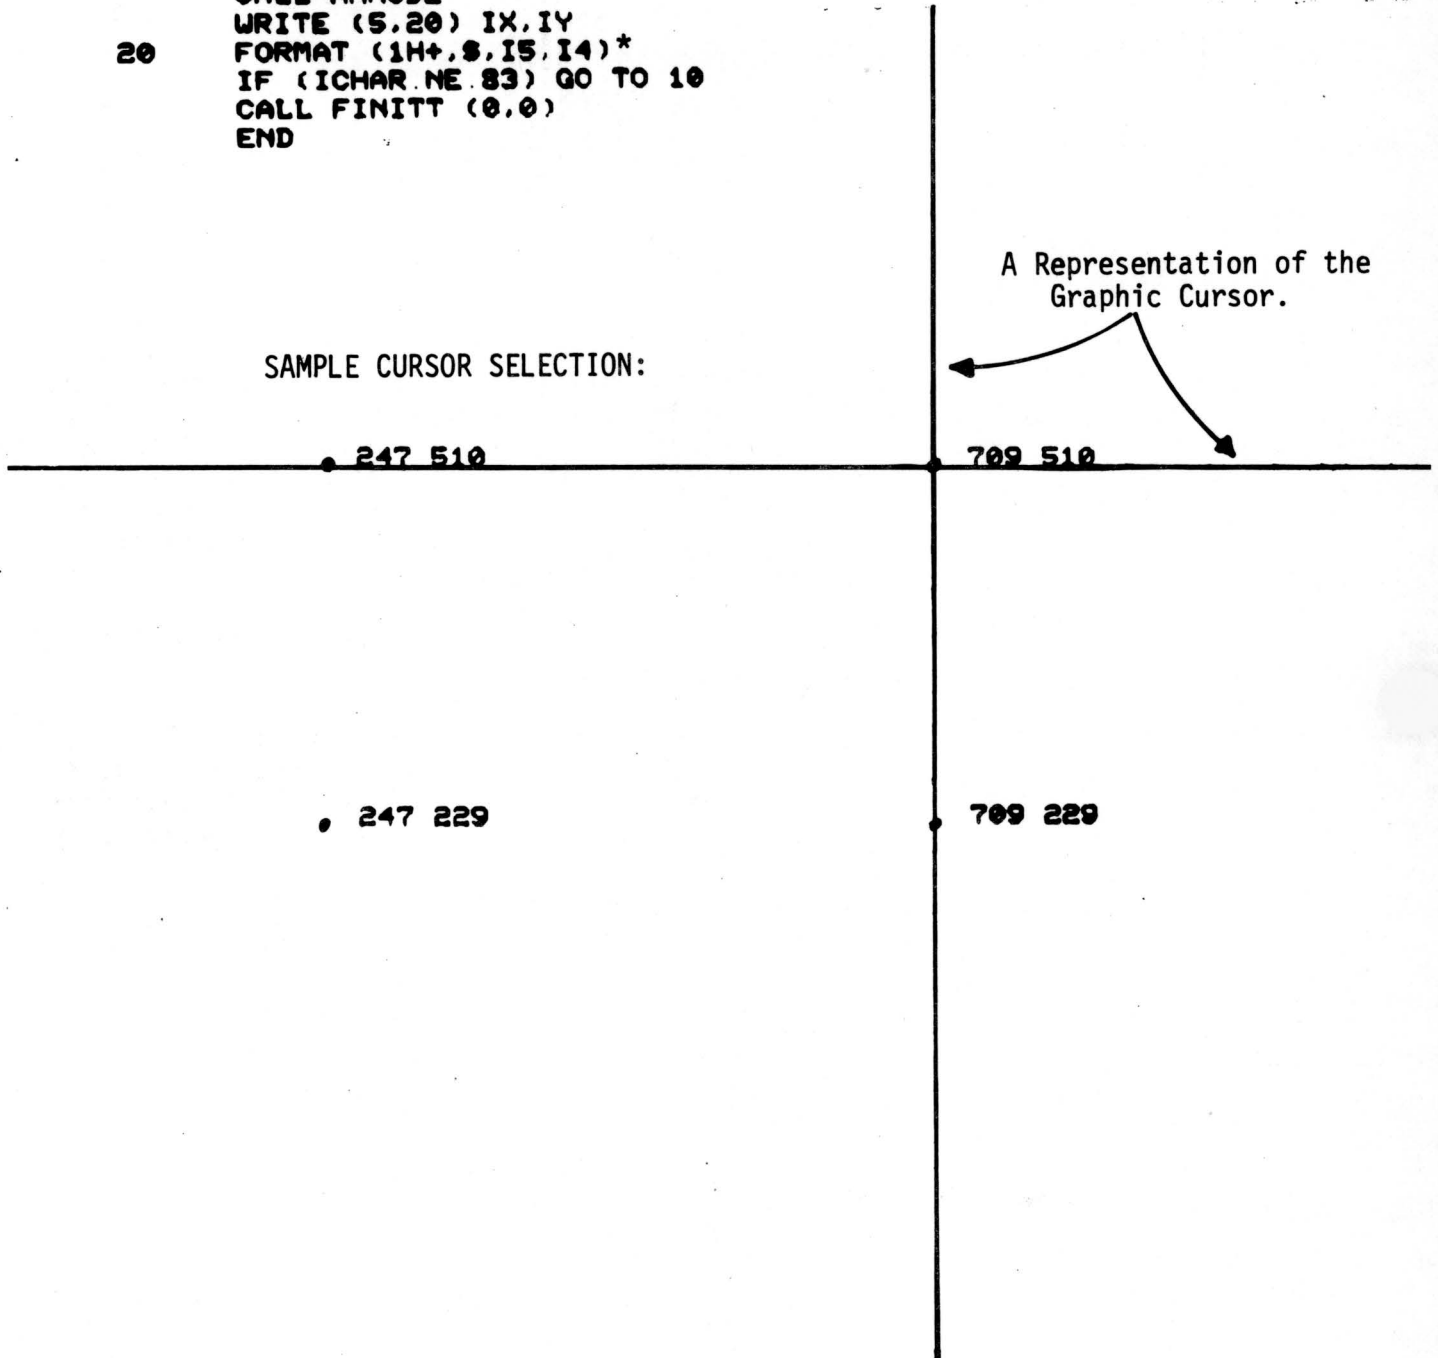 WRITE (5,20) IX,IY
20 FORMAT (1H+,$,I5,I4)*
IF (ICHAR.NE.83) GO TO 10
CALL FINITT (0,0)
END
A Representation of the
Graphic Cursor.
SAMPLE CURSOR SELECTION:
247 510
709 510
247 229
709 229